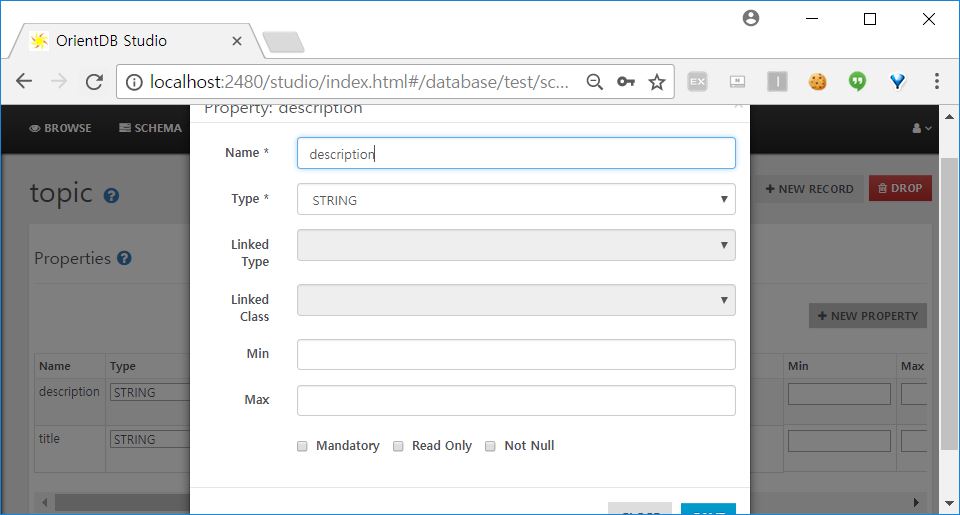 OrientDB Studio
localhost:2480/studio/index.html#/database/test/sc...
Property: description
BROWSE
SCHEMA
Name *
description
topic
NEW RECORD
DROP
Type *
STRING
Properties
Linked
Type
Linked
Class
NEW PROPERTY
Min
Name
Type
Min
Max
description
STRING
Max
title
STRING
Mandatory
Read Only
Not Null